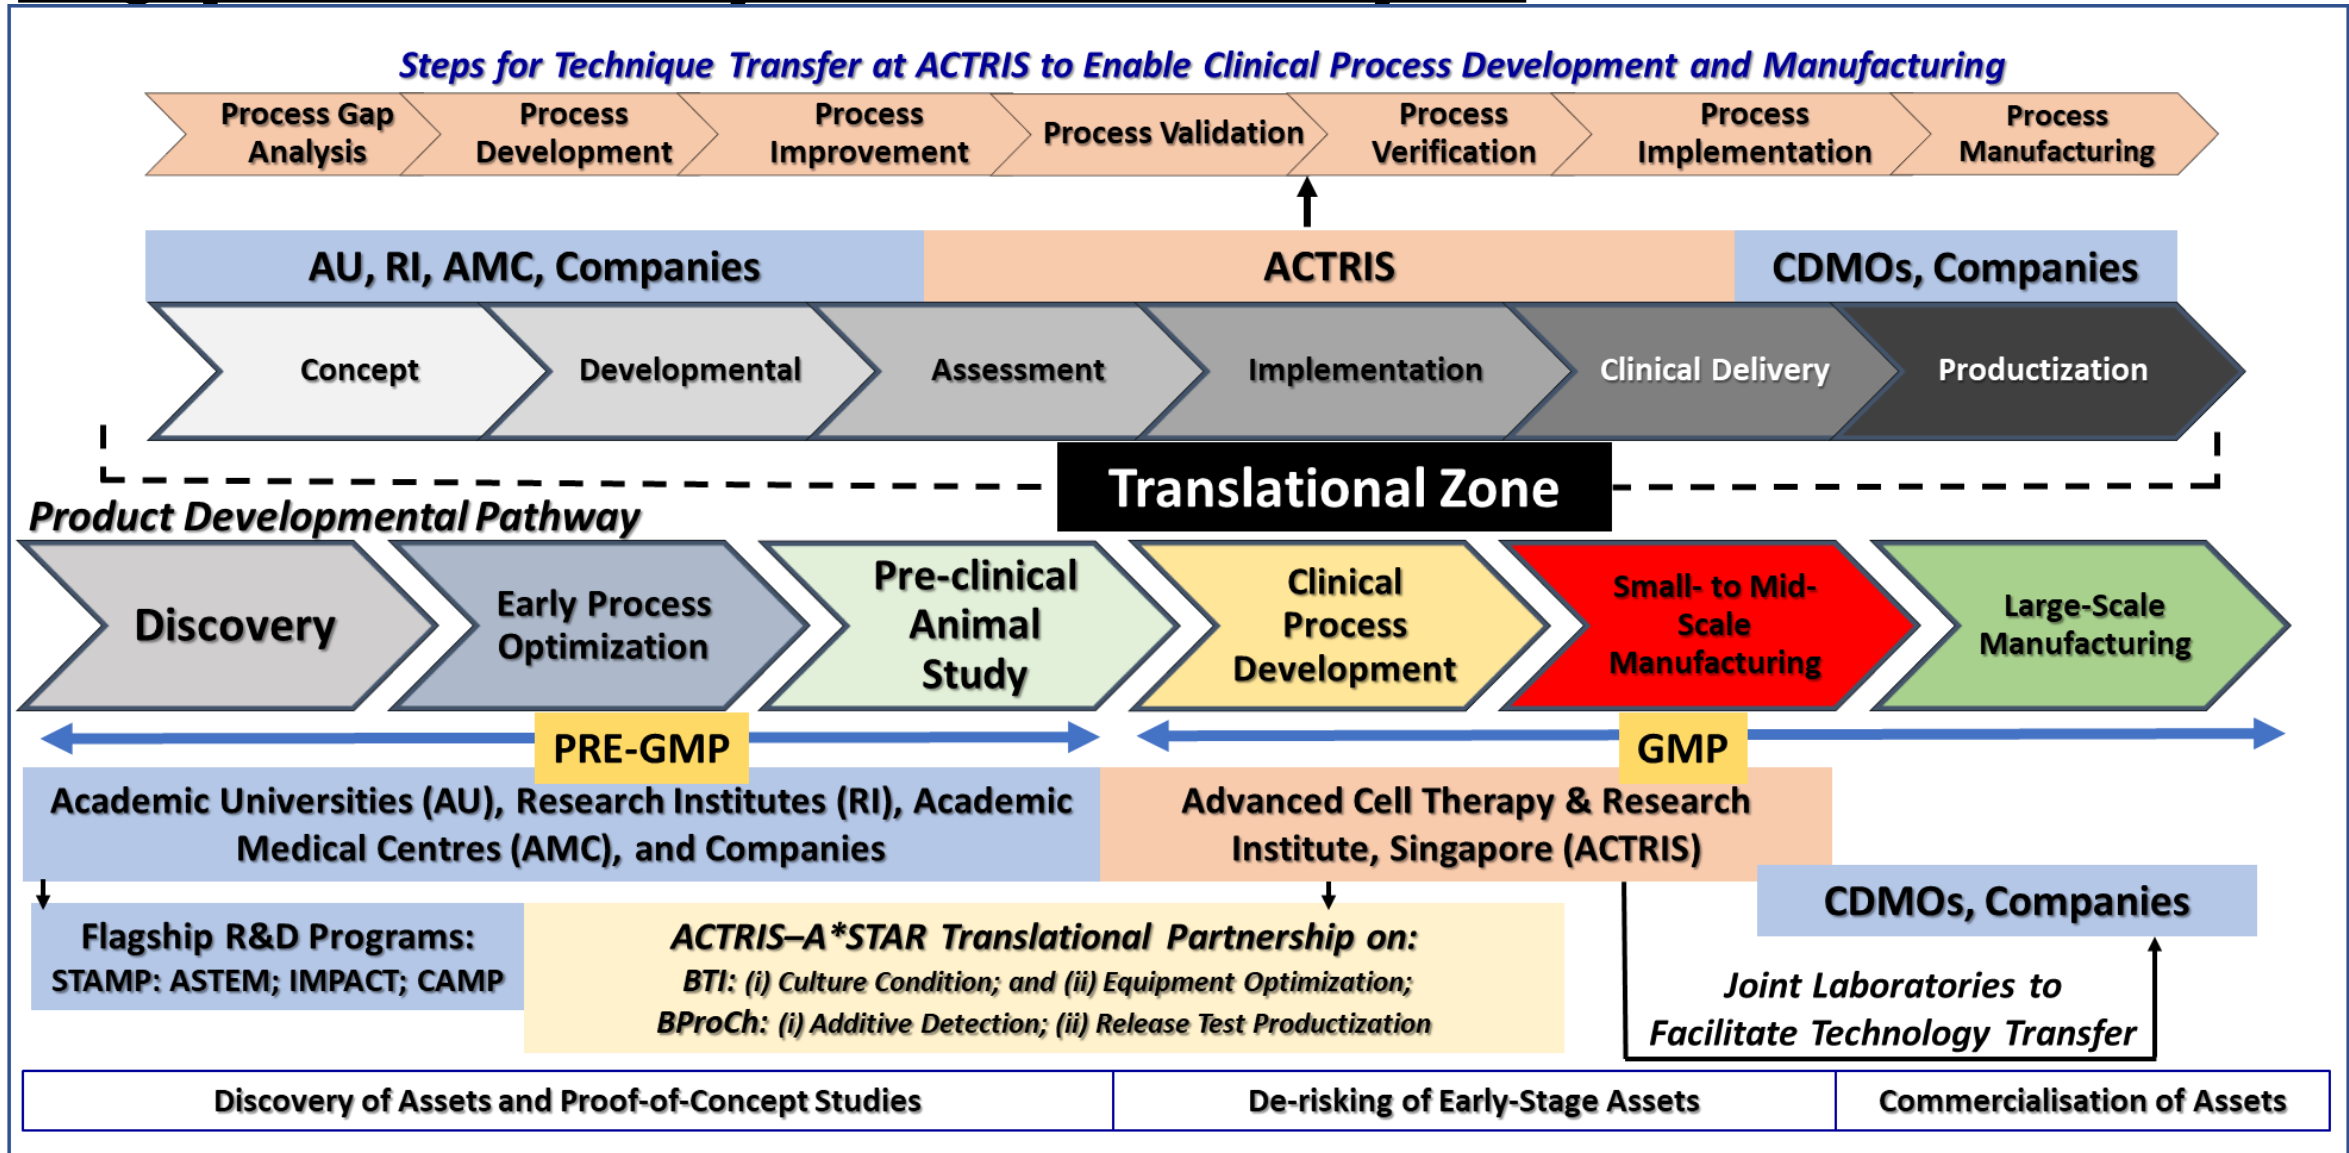 Steps for Technique Transfer at ACTRIS to Enable Clinical Process Development and Manufacturing
Process Gap
Analysis
Process
Development
Process
Improvement
Process Validation
Process
Verification
Process
Implementation
Process
Manufacturing
AU, RI, AMC, Companies
ACTRIS
CDMOs, Companies
Concept
Developmental
Assessment
Implementation
Clinical Delivery
Productization
Translational Zone
Product Developmental Pathway
Discovery
Early Process
Optimization
Pre-clinical
Animal
Study
Clinical
Process
Development
Small- to Mid-
Scale
Manufacturing
Large-Scale
Manufacturing
PRE-GMP
GMP
Academic Universities (AU), Research Institutes (RI), Academic
Medical Centres (AMC), and Companies
Advanced Cell Therapy & Research
Institute, Singapore (ACTRIS)
CDMOs, Companies
Flagship R&D Programs:
STAMP: ASTEM; IMPACT; CAMP
ACTRIS–A*STAR Translational Partnership on:
BTI: (i) Culture Condition; and (ii) Equipment Optimization;
BProCh: (i) Additive Detection; (ii) Release Test Productization
Joint Laboratories to
Facilitate Technology Transfer
Discovery of Assets and Proof-of-Concept Studies
De-risking of Early-Stage Assets
Commercialisation of Assets